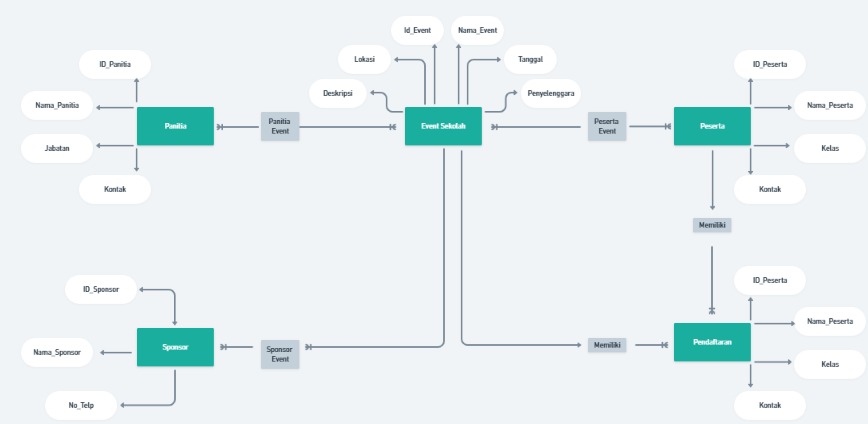 Id_Event
Nama_Event
Lokasi
Tanggal
Deskripsi
Penyelenggara
ID_Panitia
Nama_Panitia
Jabatan
Kontak
Panitia
Panitia
Event
Event Sekolah
Peserta
Event
Peserta
ID_Peserta
Nama_Peserta
Kelas
Kontak
Memiliki
ID_Sponsor
Nama_Sponsor
No_Telp
Sponsor
Sponsor
Event
Memiliki
Pendaftaran
ID_Peserta
Nama_Peserta
Kelas
Kontak